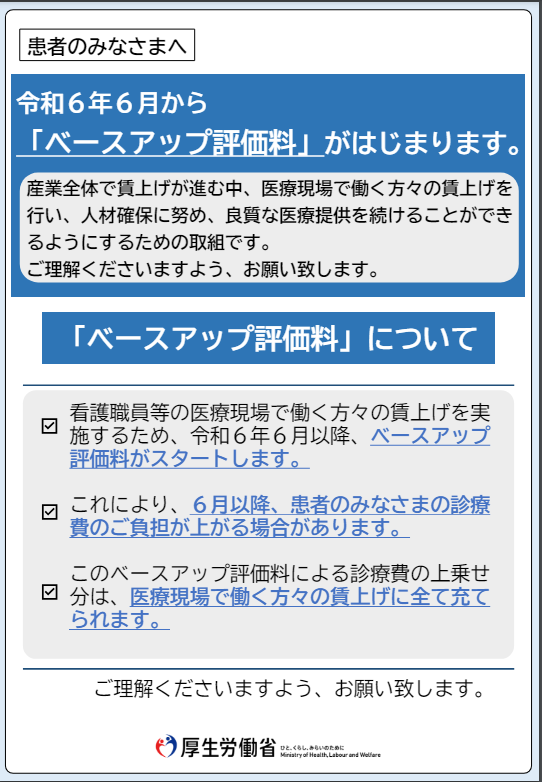 患者のみなさまへ
令和６年６月から
「ベースアップ評価料」がはじまります。
産業全体で賃上げが進む中、医療現場で働く方々の賃上げを
行い、人材確保に努め、良質な医療提供を続けることができ
るようにするための取組です。
ご理解くださいますよう、お願い致します。
「ベースアップ評価料」について
看護職員等の医療現場で働く方々の賃上げを実
施するため、令和６年６月以降、ベースアップ
評価料がスタートします。
これにより、６月以降、患者のみなさまの診療
費のご負担が上がる場合があります。
このベースアップ評価料による診療費の上乗せ
分は、医療現場で働く方々の賃上げに全て充て
られます。
ご理解くださいますよう、お願い致します。
厚生労働省
ひと、くらし、みらいのために
Ministry of Health, Labour and Welfare